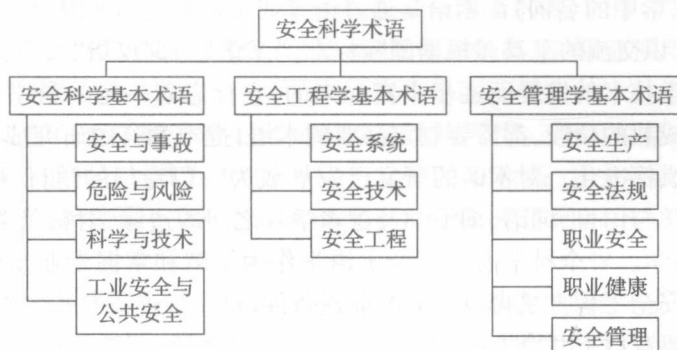 安全科学术语
安全科学基本术语
安全与事故
危险与风险
科学与技术
工业安全与
公共安全
安全工程学基本术语
安全系统
安全技术
安全工程
安全管理学基本术语
安全生产
安全法规
职业安全
职业健康
安全管理